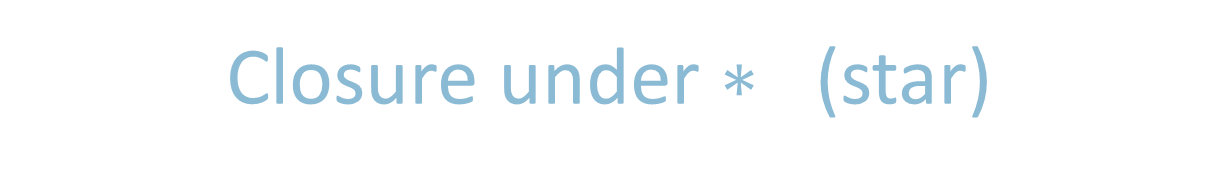 Closure under ∗ (star)